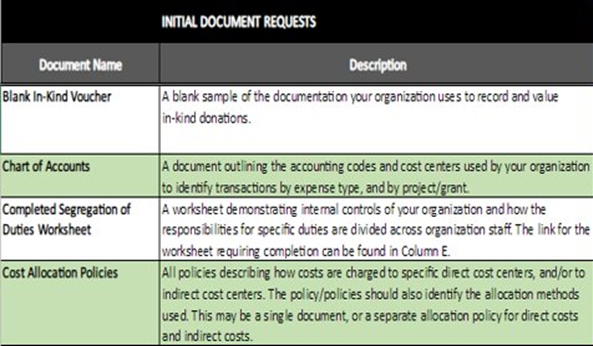 INITIAL DOCUMENT REQUESTS
Document Name
Description
Blank In-Kind Voucher
A blank sample of the documentation your organization uses to record and value
in-kind donations.
Chart of Accounts
A document outlining the accounting codes and cost centers used by your organization
to identify transactions by expense type, and by project/grant.
Completed Segregation of
Duties Worksheet
A worksheet demonstrating internal controls of your organization and how the
responsibilities for specific duties are divided across organization staff. The link for the
worksheet requiring completion can be found in Column E.
Cost Allocation Policies
All policies describing how costs are charged to specific direct cost centers, and/or to
indirect cost centers. The policy/policies should also identify the allocation methods
used. This may be a single document, or a separate allocation policy for direct costs
and indirect costs.